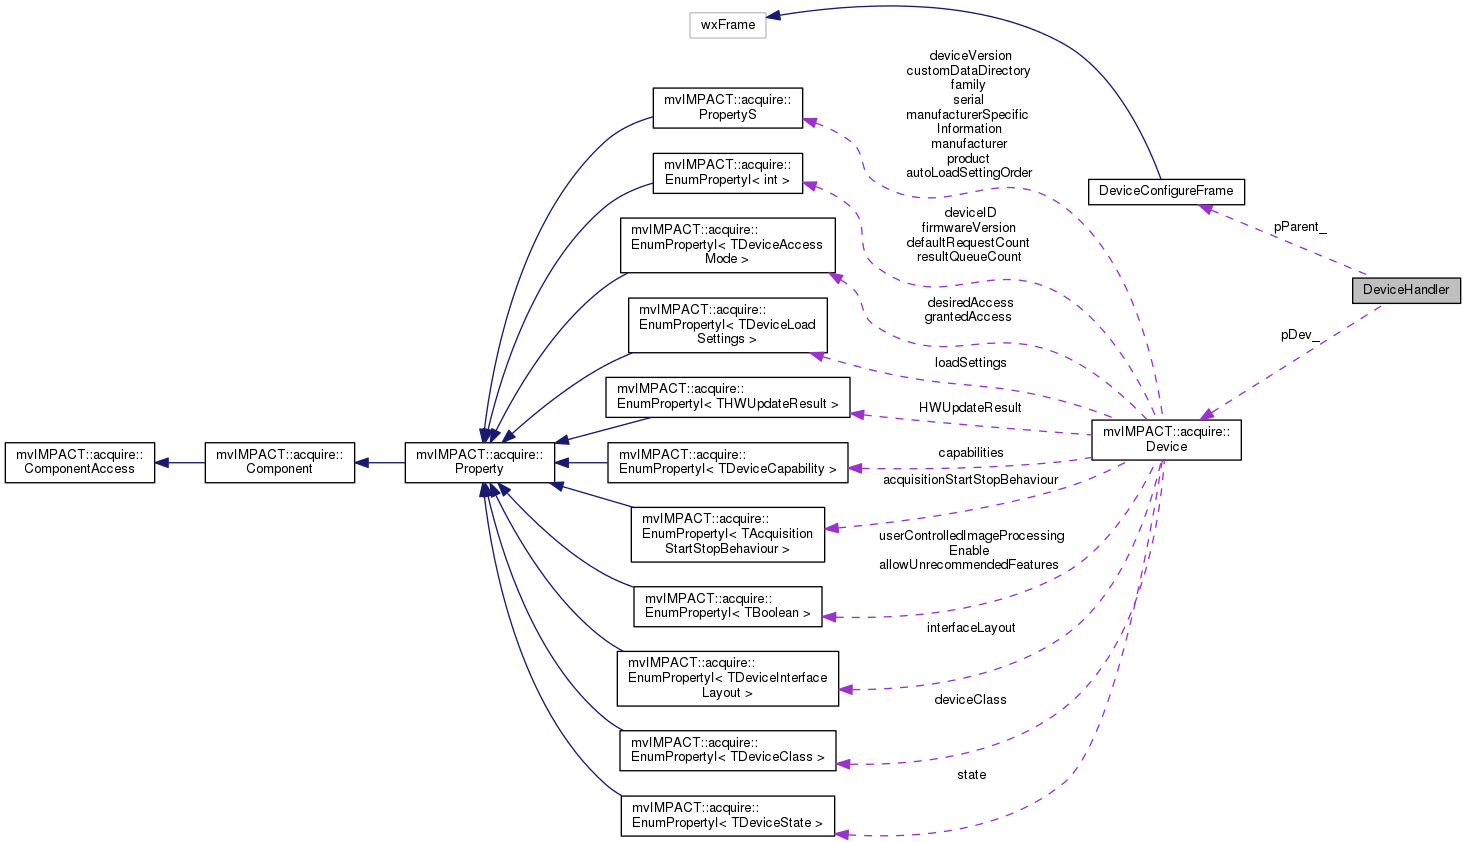 wxFrame
deviceVersion
customDataDirectory
family
serial
manufacturerSpecific
Information
manufacturer
product
autoLoadSettingOrder
mvIMPACT::acquire::
PropertyS
mvIMPACT::acquire::
EnumPropertyI< int >
DeviceConfigureFrame
deviceID
firmwareVersion
defaultRequestCount
resultQueueCount
pParent_
mvIMPACT::acquire::
EnumPropertyI< TDeviceAccess
Mode >
DeviceHandler
desiredAccess
grantedAccess
mvIMPACT::acquire::
EnumPropertyI< TDeviceLoad
Settings >
pDev_
loadSettings
mvIMPACT::acquire::
EnumPropertyI< THWUpdateResult >
HWUpdateResult
mvIMPACT::acquire::
Device
mvIMPACT::acquire::
ComponentAccess
mvIMPACT::acquire::
Component
mvIMPACT::acquire::
Property
mvIMPACT::acquire::
EnumPropertyI< TDeviceCapability >
capabilities
acquisitionStartStopBehaviour
mvIMPACT::acquire::
EnumPropertyI< TAcquisition
StartStopBehaviour >
userControlledImageProcessing
Enable
allowUnrecommendedFeatures
mvIMPACT::acquire::
EnumPropertyI< TBoolean >
interfaceLayout
mvIMPACT::acquire::
EnumPropertyI< TDeviceInterface
Layout >
deviceClass
mvIMPACT::acquire::
EnumPropertyI< TDeviceClass >
state
mvIMPACT::acquire::
EnumPropertyI< TDeviceState >